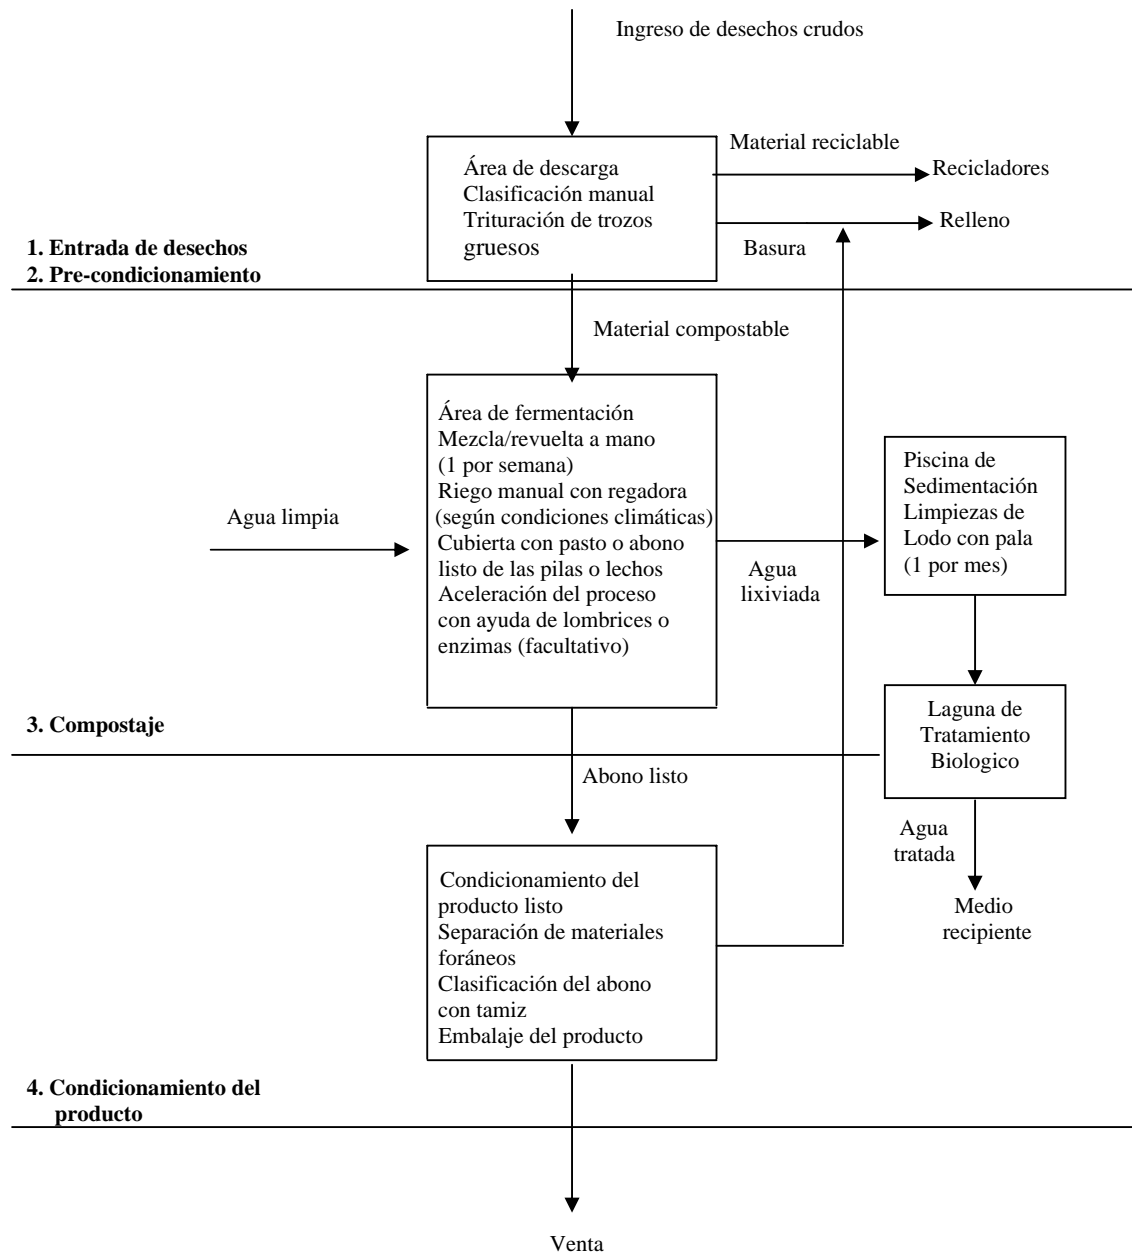 Ingreso de desechos crudos
Área de descarga
Clasificación manual
Trituración de trozos
gruesos
Material reciclable
Recicladores
Relleno
Basura
1. Entrada de desechos
2. Pre-condicionamiento
Material compostable
Área de fermentación
Mezcla/revuelta a mano
(1 por semana)
Riego manual con regadora
(según condiciones climáticas)
Cubierta con pasto o abono
listo de las pilas o lechos
Aceleración del proceso
con ayuda de lombrices o
enzimas (facultativo)
Agua limpia
Agua
lixiviada
Piscina de
Sedimentación
Limpiezas de
Lodo con pala
(1 por mes)
3. Compostaje
Laguna de
Tratamiento
Biologico
Abono listo
Agua
tratada
Medio
recipiente
Condicionamiento del
producto listo
Separación de materiales
foráneos
Clasificación del abono
con tamiz
Embalaje del producto
4. Condicionamiento del
producto
Venta